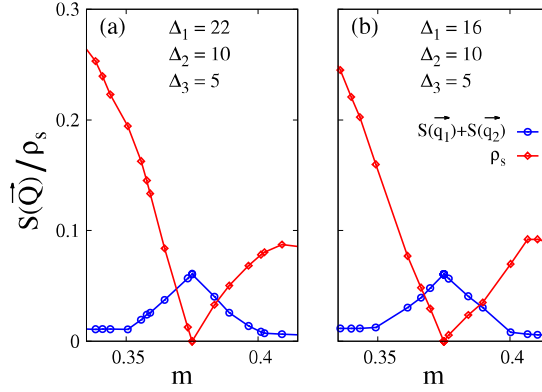 (a)
Δ₁ = 22
Δ₂ = 10
Δ₃ = 5
(b)
Δ₁ = 16
Δ₂ = 10
Δ₃ = 5
S(q⃗₁)+S(q⃗₂)
ρₛ
S(Q⃗)/ρₛ
0.3
0.2
0.1
0
0.35
0.4
0.35
0.4
m
m